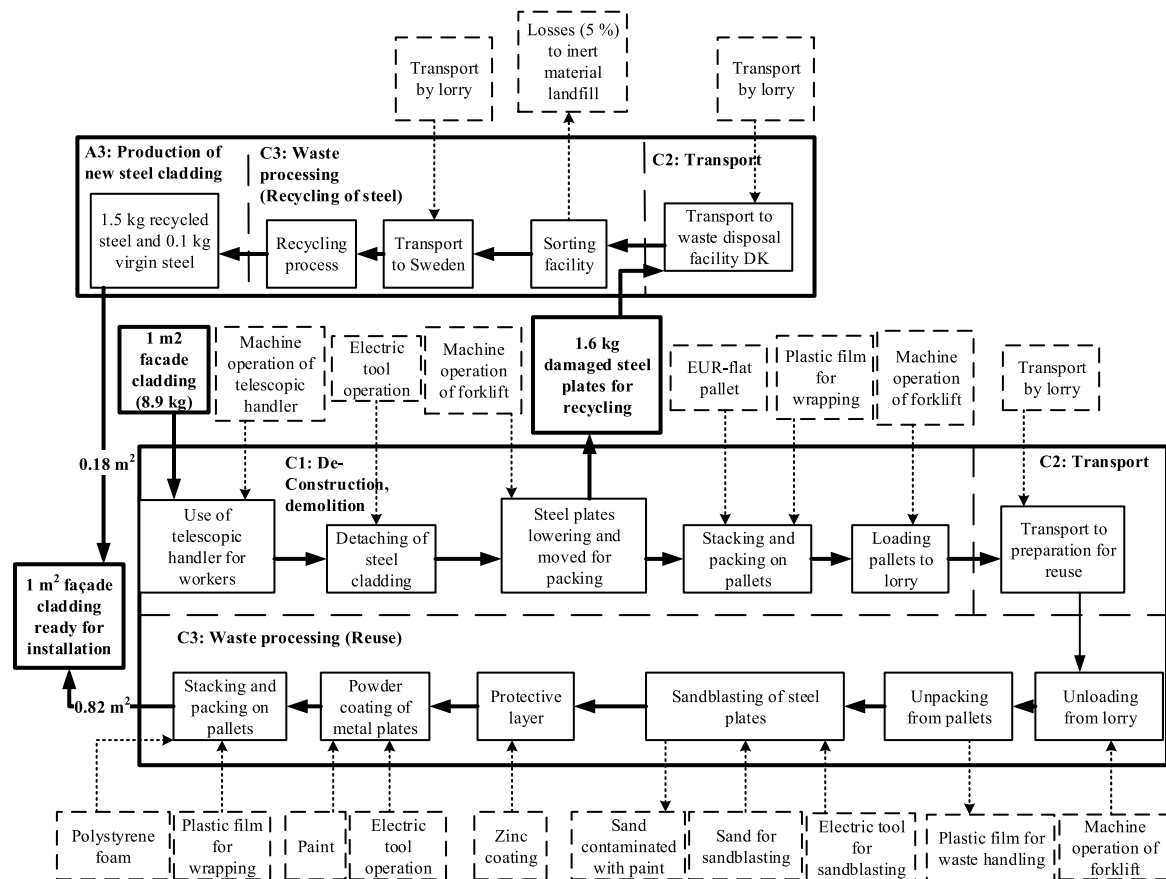 Transport
by lorry
Losses (5 %)
to inert
material
landfill
Transport
by lorry
A3: Production of
new steel cladding
C3: Waste
processing
(Recycling of steel)
C2: Transport
1.5 kg recycled
steel and 0.1 kg
virgin steel
Recycling
process
Transport
to Sweden
Sorting
facility
Transport to
waste disposal
facility DK
1 m2
facade
cladding
(8.9 kg)
Machine
operation of
telescopic
handler
Electric
tool
operation
Machine
operation
of forklift
1.6 kg
damaged steel
plates for
recycling
EUR-flat
pallet
Plastic film
for
wrapping
Machine
operation
of forklift
Transport
by lorry
0.18 m2
C1: De-
Construction,
demolition
C2: Transport
Use of
telescopic
handler for
workers
Detaching of
steel
cladding
Steel plates
lowering and
moved for
packing
Stacking and
packing on
pallets
Loading
pallets to
lorry
Transport to
preparation for
reuse
1 m2 façade
cladding
ready for
installation
C3: Waste processing (Reuse)
0.82 m2
Stacking and
packing on
pallets
Powder
coating of
metal plates
Protective
layer
Sandblasting of steel
plates
Unpacking
from pallets
Unloading
from lorry
Polystyrene
foam
Plastic film
for
wrapping
Paint
Electric
tool
operation
Zinc
coating
Sand
contaminated
with paint
Sand for
sandblasting
Electric tool
for
sandblasting
Plastic film for
waste handling
Machine
operation of
forklift